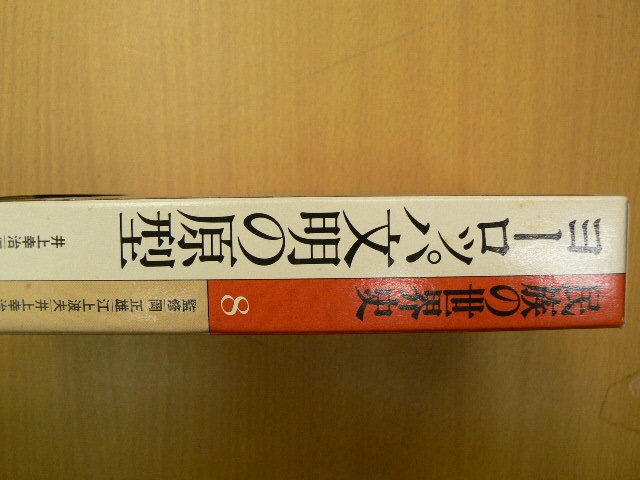 民族の世界史
8
ヨーロッパ文明の原型
井上幸治
監修 岡 正雄 江上波夫 井上幸治